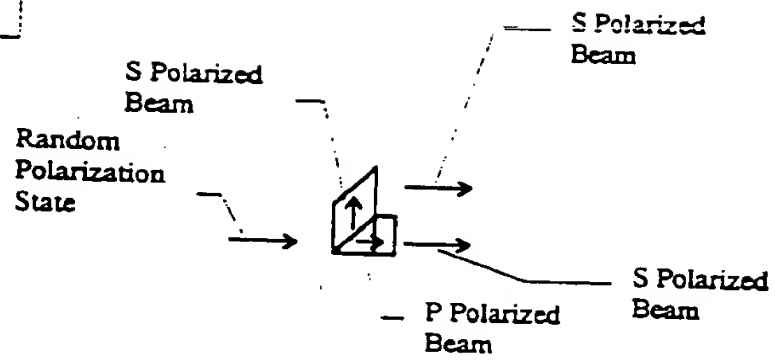 S Polarized
Beam
S Polarized
Beam
Random
Polarization
State
S Polarized
Beam
P Polarized
Beam